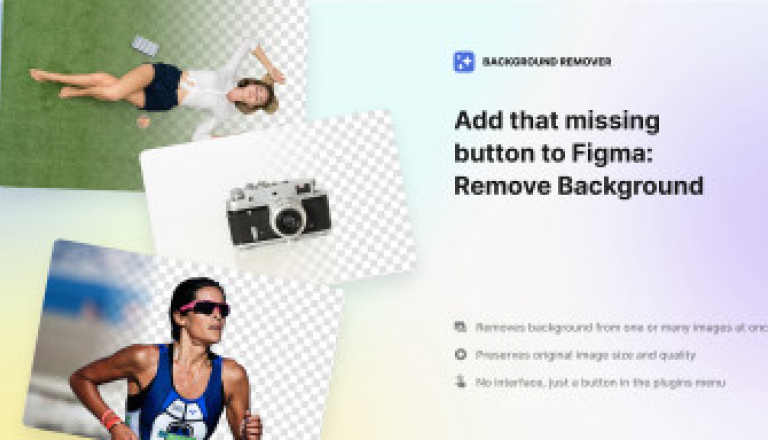 BACKGROUND REMOVER
Add that missing
button to Figma:
Remove Background
Removes background from one or many images at onc
Preserves original image size and quality
No interface, just a button in the plugins menu